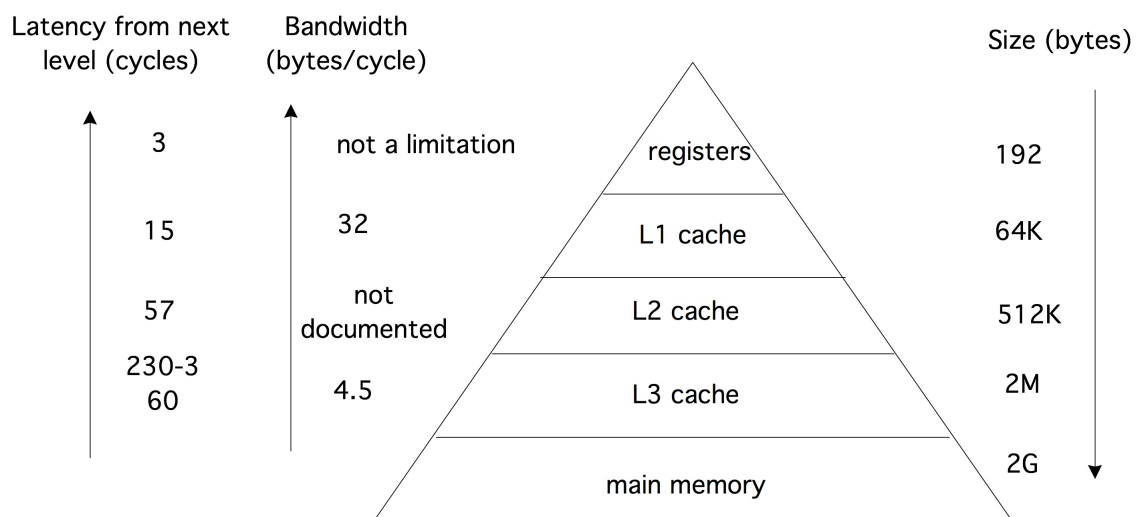 Latency from next
level (cycles)
Bandwidth
(bytes/cycle)
Size (bytes)
3
not a limitation
registers
192
15
32
L1 cache
64K
57
not
documented
L2 cache
512K
230-3
60
4.5
L3 cache
2M
main memory
2G